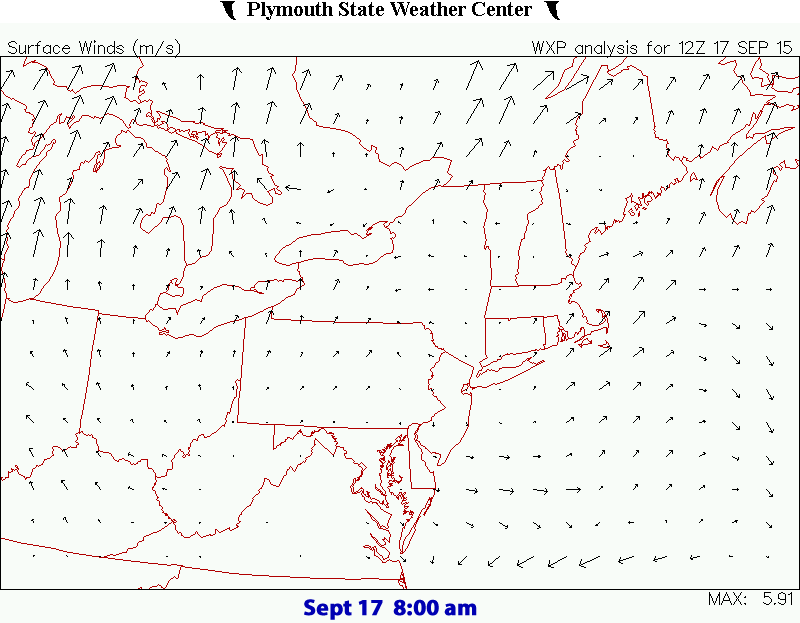 Plymouth State Weather Center
Surface Winds (m/s) WXP analysis for 12Z 17 SEP 15
MAX: 5.91
Sept 17 8:00 am